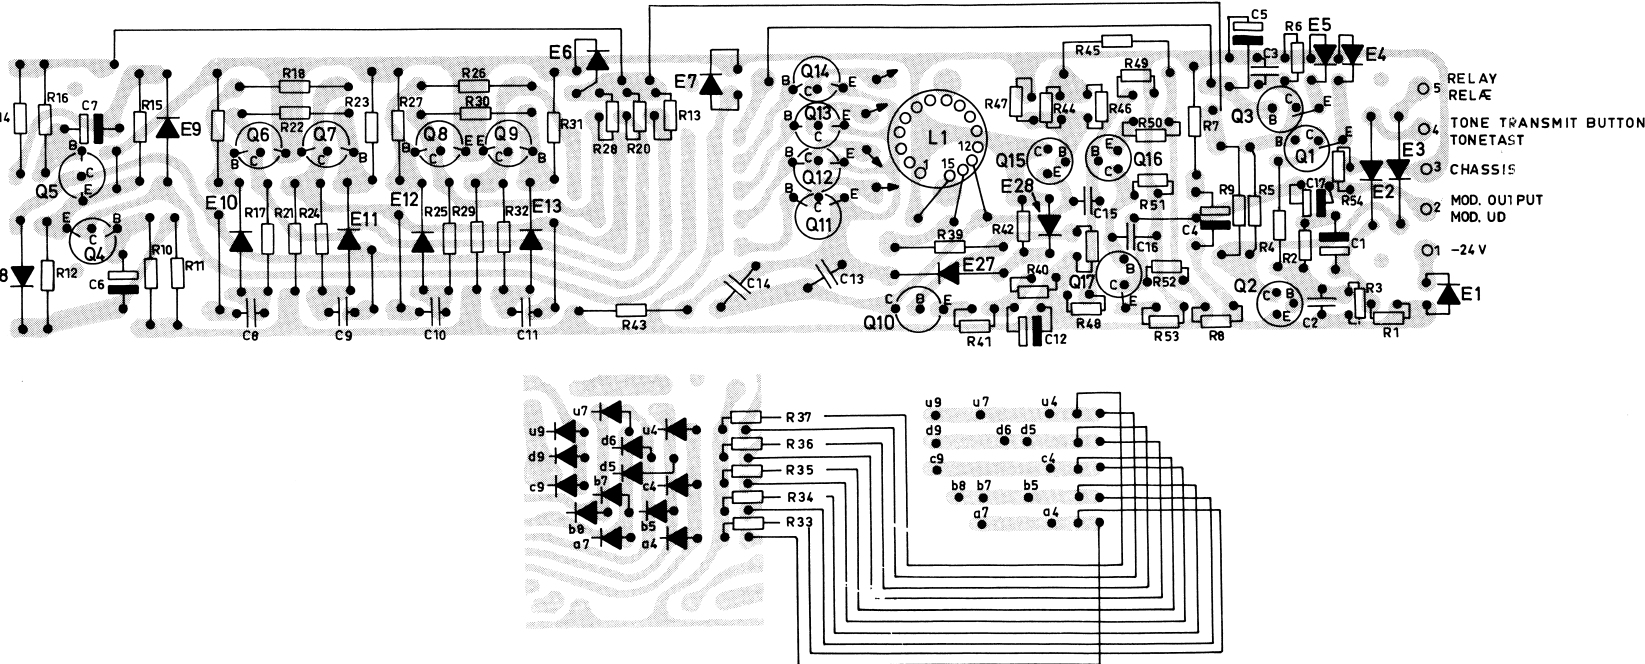 C5
R6 E5
E4
E6
R45
C3
R49
Q14
E
RELAY
RELÆ
5
R18
R26
E7
R16
C7
R15
E9
R23
R27
R30
R22
R31
R28
R20
R13
Q13
E
B
C
R47
R44
R46
R50
R7
Q3
C
E
B
L1
12
15
1
Q6
Q7
Q8
Q9
B
C
E
Q5
B
C
E
Q12
Q11
Q15
Q16
Q1
E3
E2
4 TONE TRANSMIT BUTTON
TONETAST
3 CHASSIS
2 MOD. OUTPUT
MOD. UD
1 -24 V
E28
R51
C15
R9
R5
C17
R54
E10
R17
R21
R24
E11
E12
R25
R29
R32
E13
Q4
E
C
B
R12
C6
R10
R11
R39
E27
R42
C16
C4
R4
R2
C1
C14
C13
R40
Q17
R52
Q2
R3
E1
C8
C9
C10
C11
R43
Q10
C
B
E
R41
C12
R48
R53
R8
C2
R1
u7
u9
u4
d6
d9
d5
b7
c9
c4
b8
b5
a7
a4
R37
R36
R35
R34
R33
u9 u7 u4
d9 d6 d5
c9 c4
b8 b7 b5
a7 a4